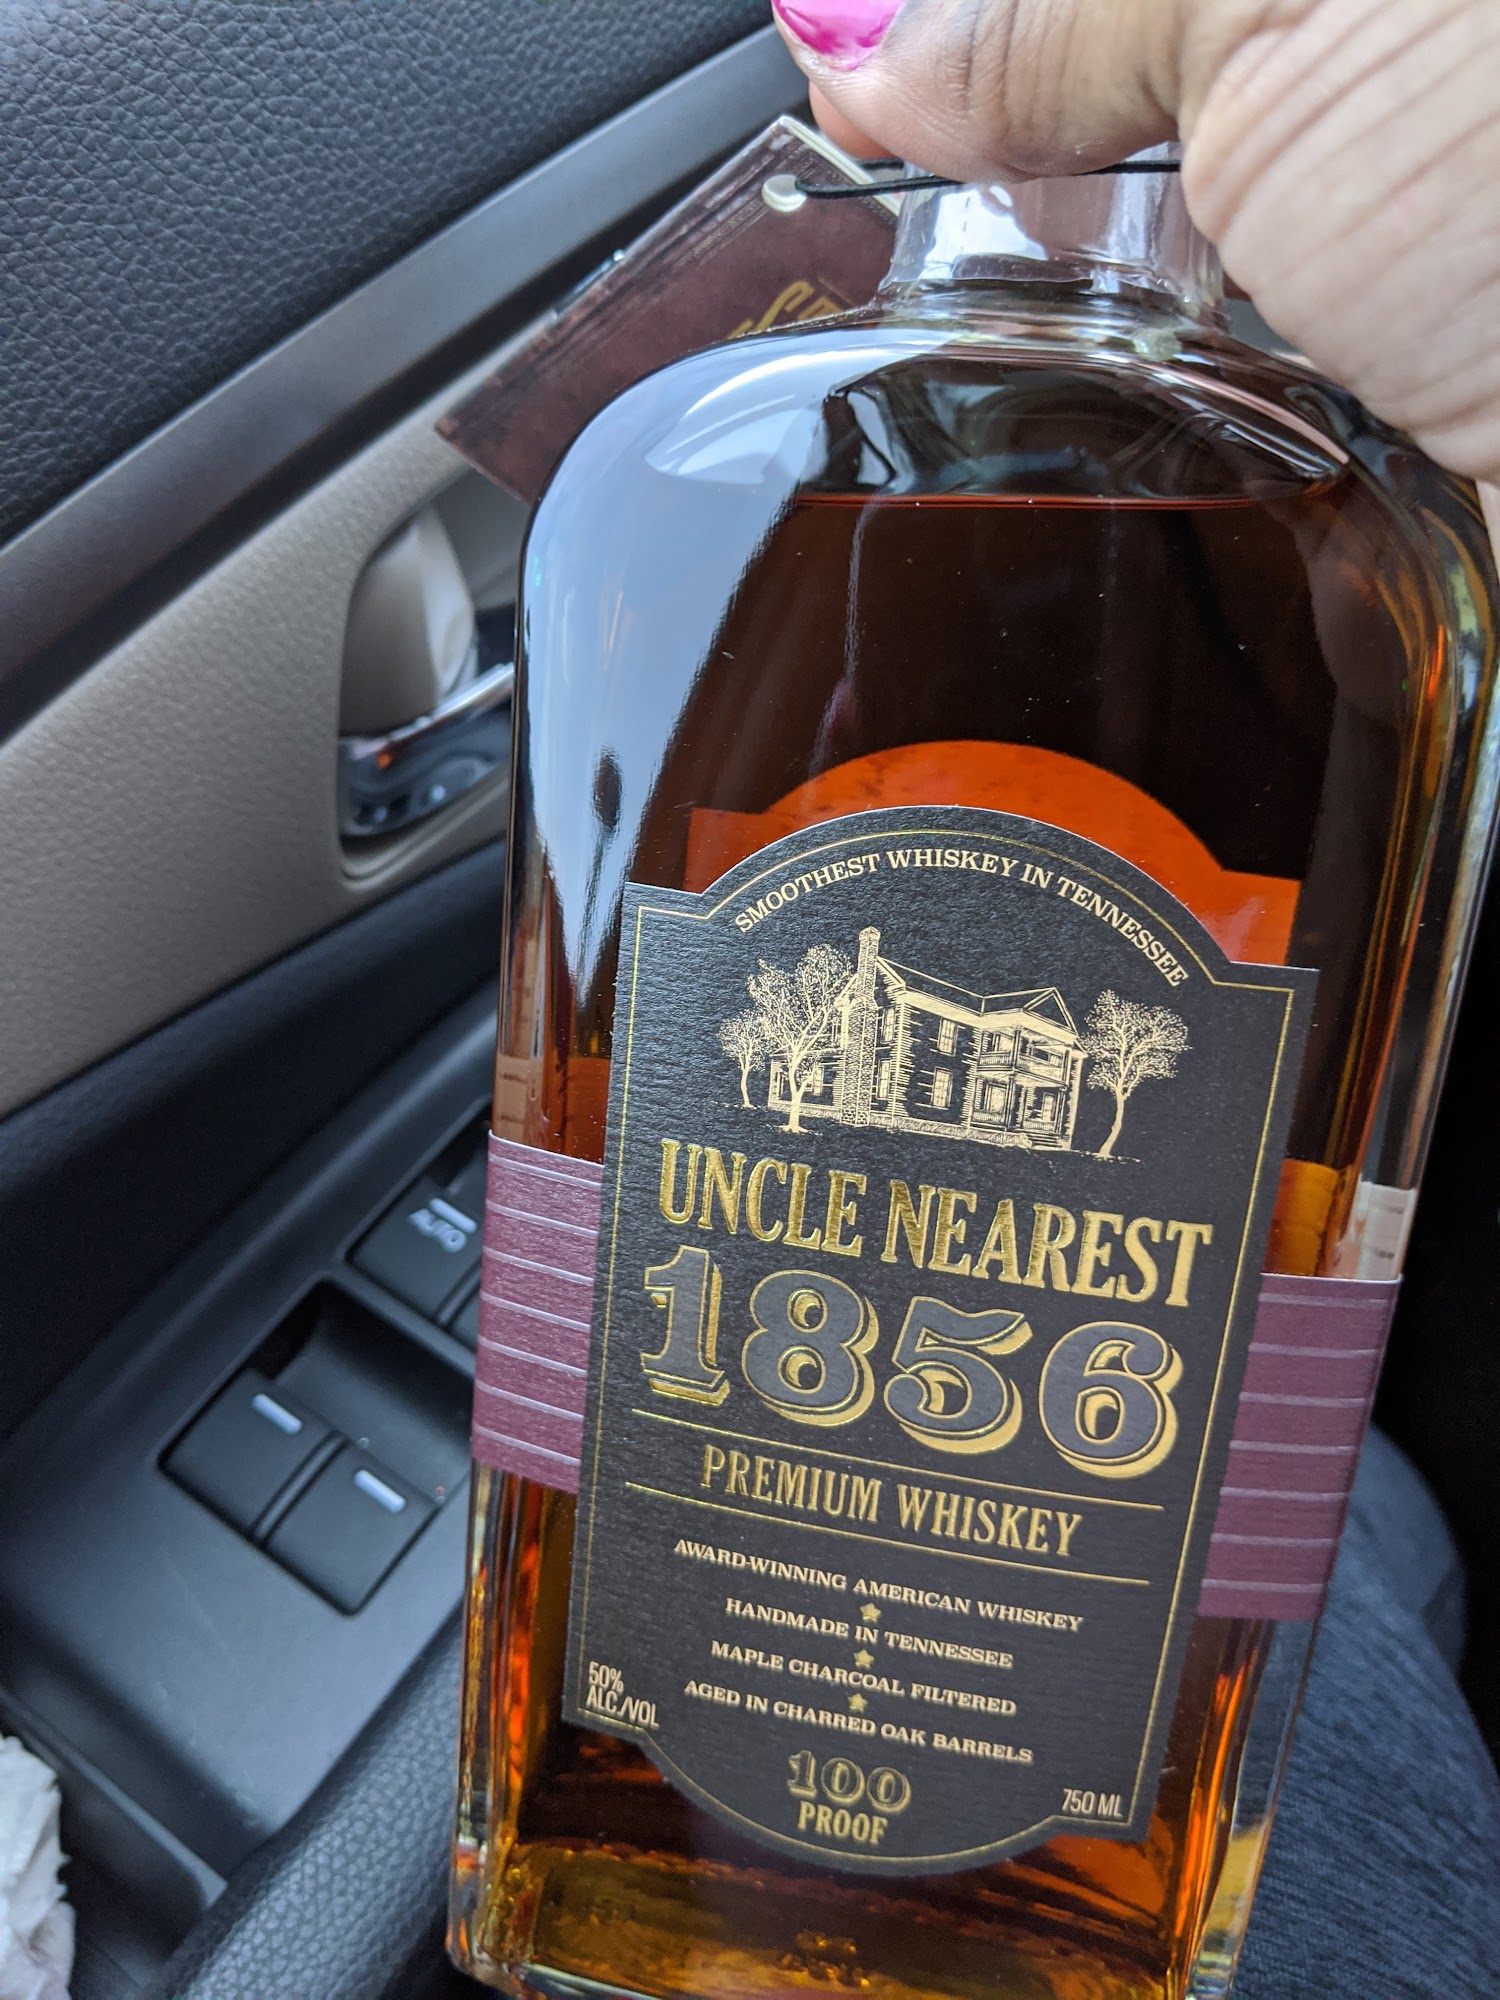 SMOOTHEST WHISKEY IN TENNESSEE
UNCLE NEAREST
1856
PREMIUM WHISKEY
AWARD-WINNING AMERICAN WHISKEY
HANDMADE IN TENNESSEE
MAPLE CHARCOAL FILTERED
AGED IN CHARRED OAK BARRELS
50%
ALC./VOL
100
PROOF
750 ML
AUTO